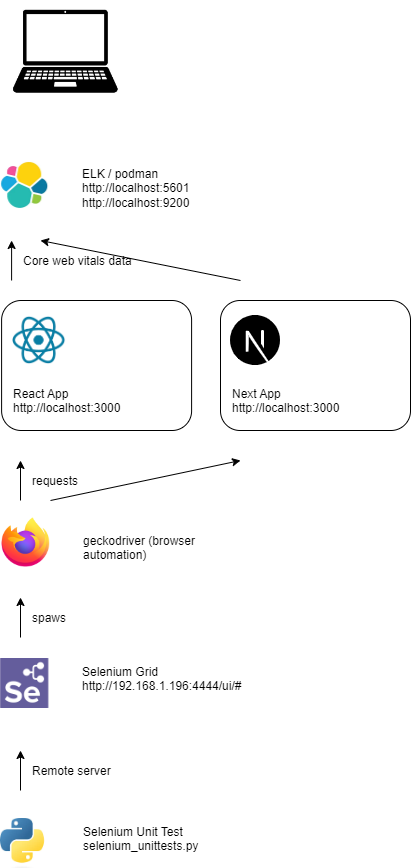 ELK / podman
http://localhost:5601
http://localhost:9200
Core web vitals data
React App
http://localhost:3000
N
Next App
http://localhost:3000
requests
geckodriver (browser
automation)
spaws
Se
Selenium Grid
http://192.168.1.196:4444/ui/#
Remote server
Selenium Unit Test
selenium_unittests.py